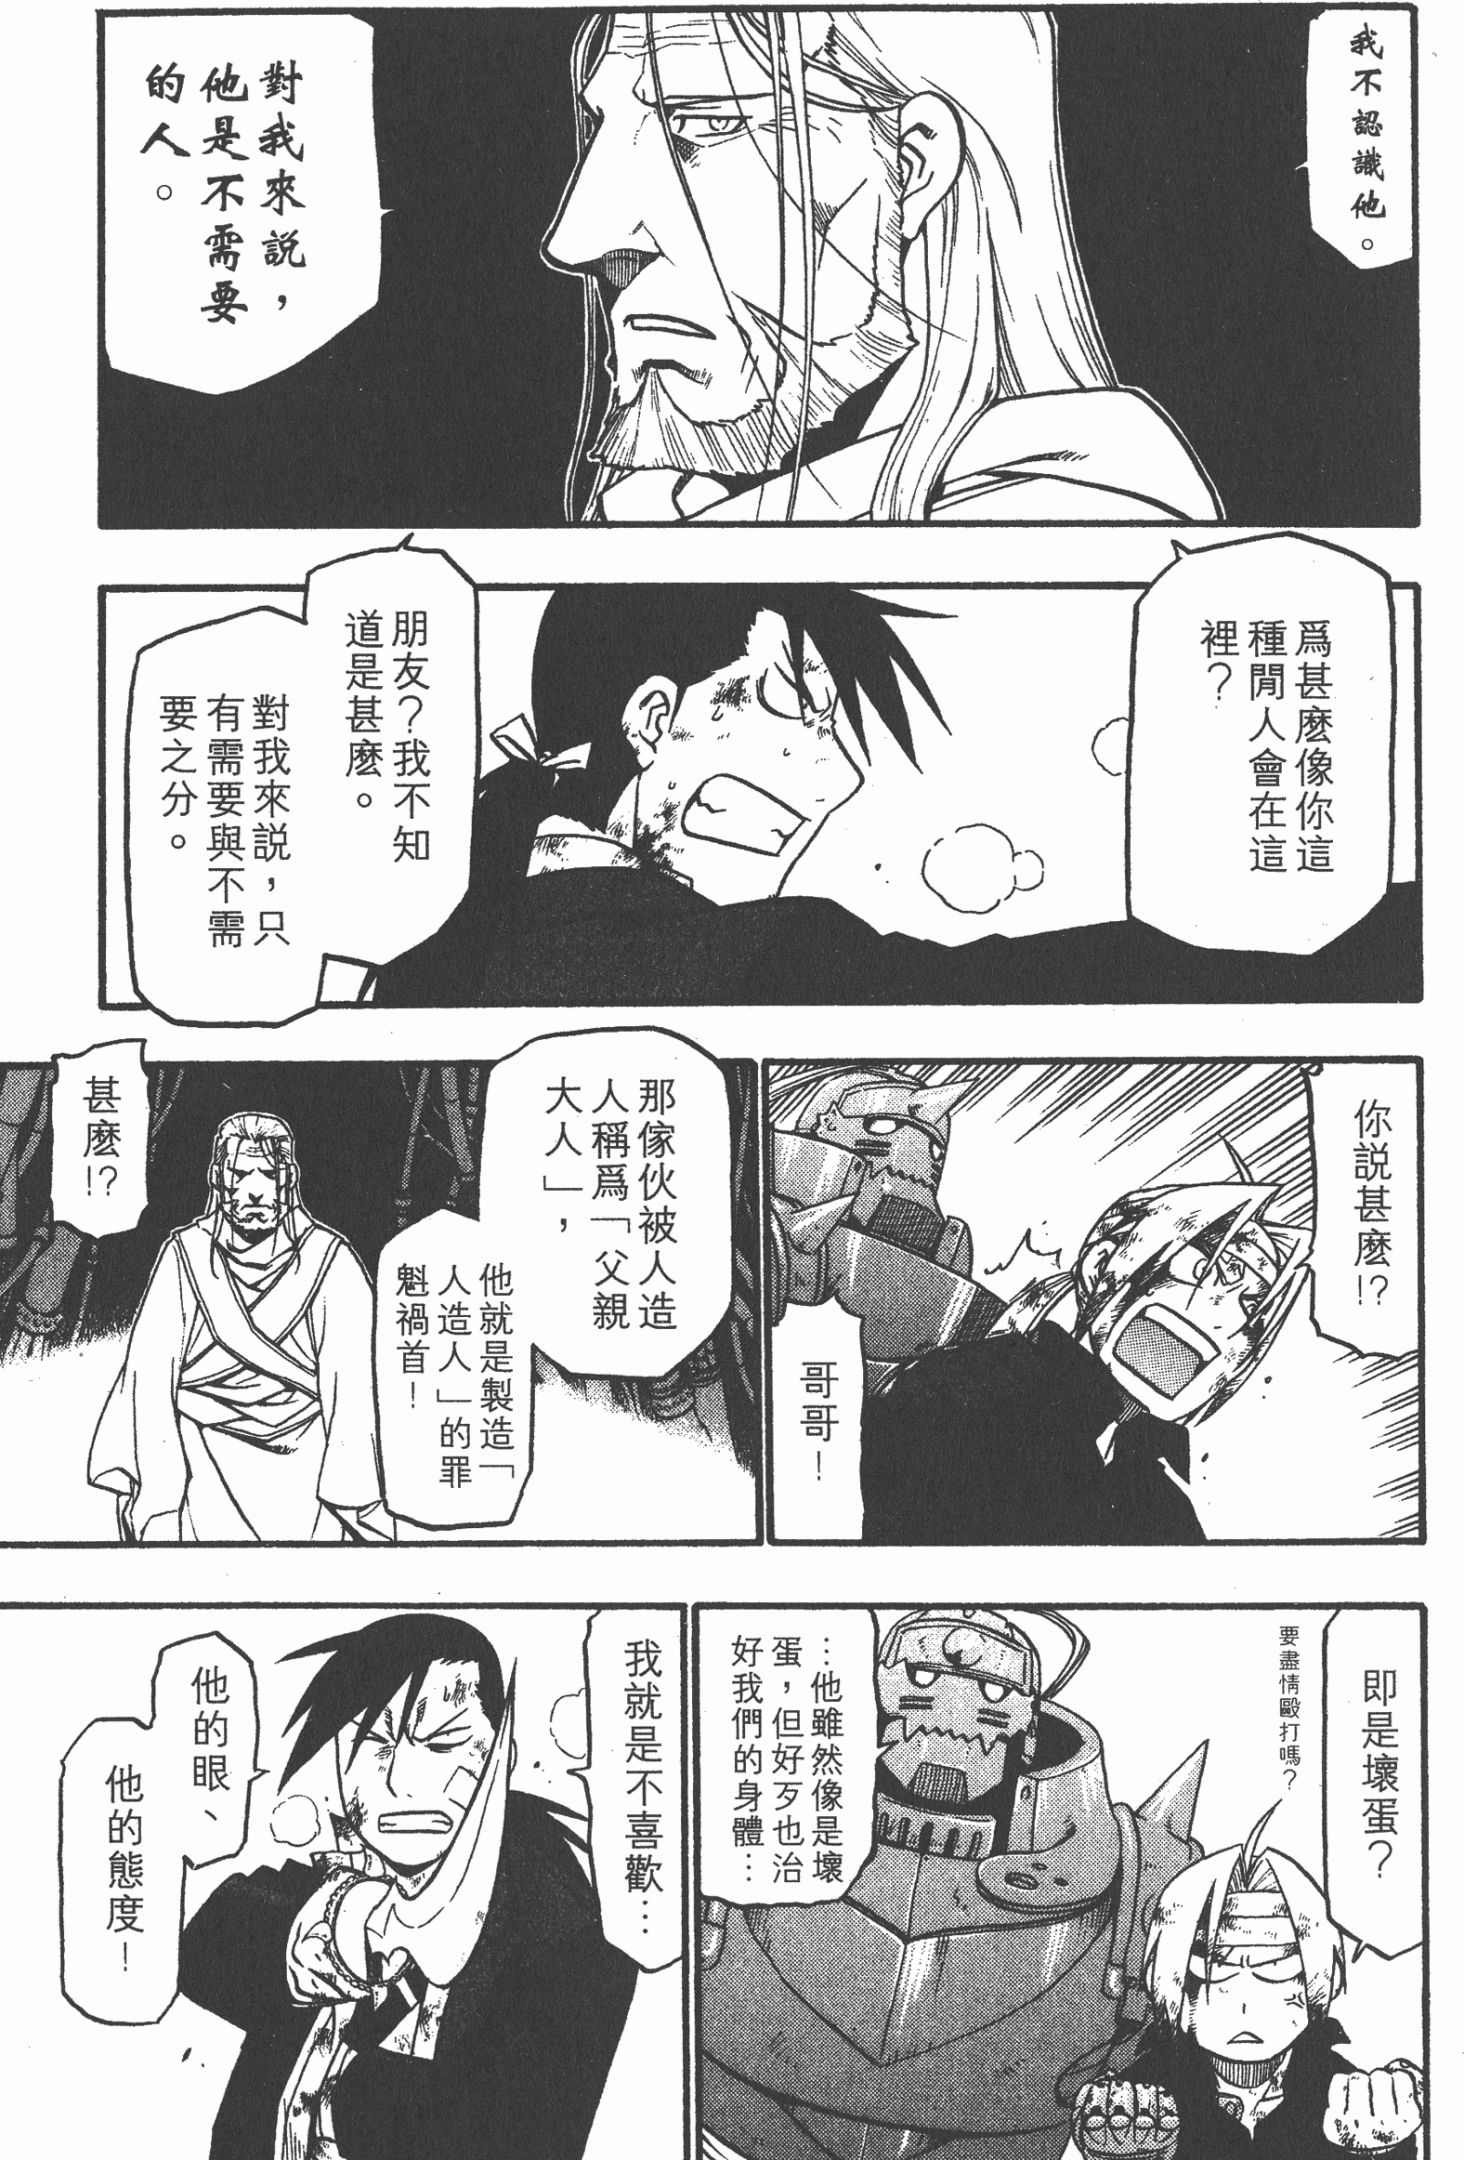 我不認識他。
對我來說，
他是不需要
的人。
爲甚麼像你這
種閒人會在這
裡？
朋友？我不知
道是甚麼。
對我來說，只
有需要與不需
要之分。
你說甚麼!?
哥哥！
那傢伙被人造
人稱爲「父親
大人」，
他就是製造「
人造人」的罪
魁禍首！
甚麼!?
即是壞蛋？
要盡情毆打嗎？
…他雖然像是壞
蛋，但好歹也治
好我們的身體…
我就是不喜歡…
他的眼、
他的態度！